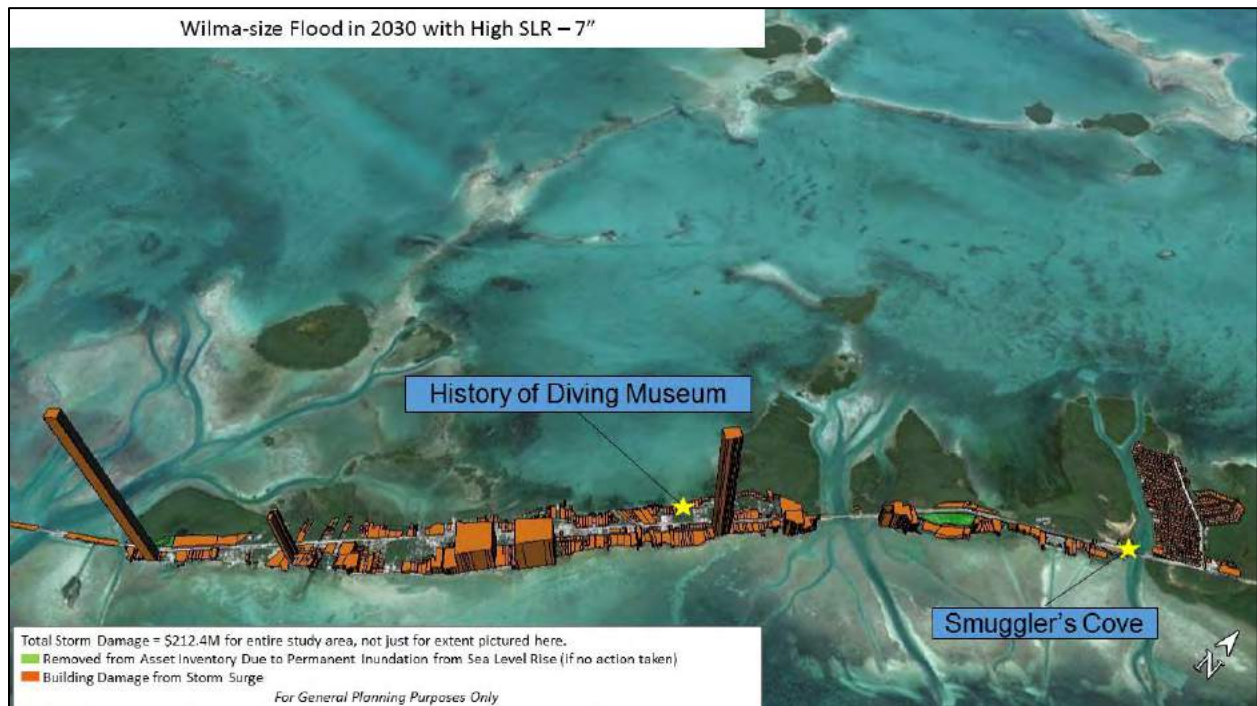 Wilma-size Flood in 2030 with High SLR – 7"
History of Diving Museum
Smuggler's Cove
N
Total Storm Damage = $212.4M for entire study area, not just for extent pictured here.
Removed from Asset Inventory Due to Permanent Inundation from Sea Level Rise (if no action taken)
Building Damage from Storm Surge
For General Planning Purposes Only